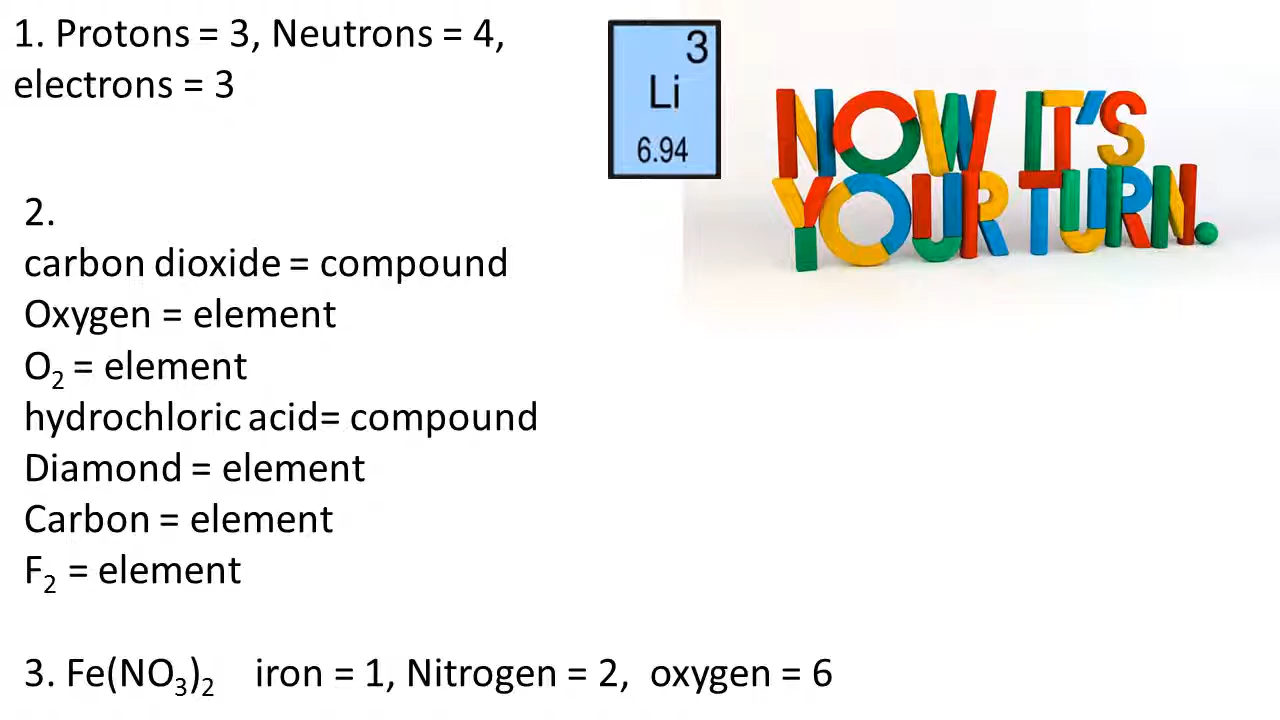 1. Protons = 3, Neutrons = 4,
electrons = 3
3
Li
6.94
NOW IT'S
YOUR TURN.
2.
carbon dioxide = compound
Oxygen = element
O₂ = element
hydrochloric acid= compound
Diamond = element
Carbon = element
F₂ = element
3. Fe(NO₃)₂ iron = 1, Nitrogen = 2, oxygen = 6